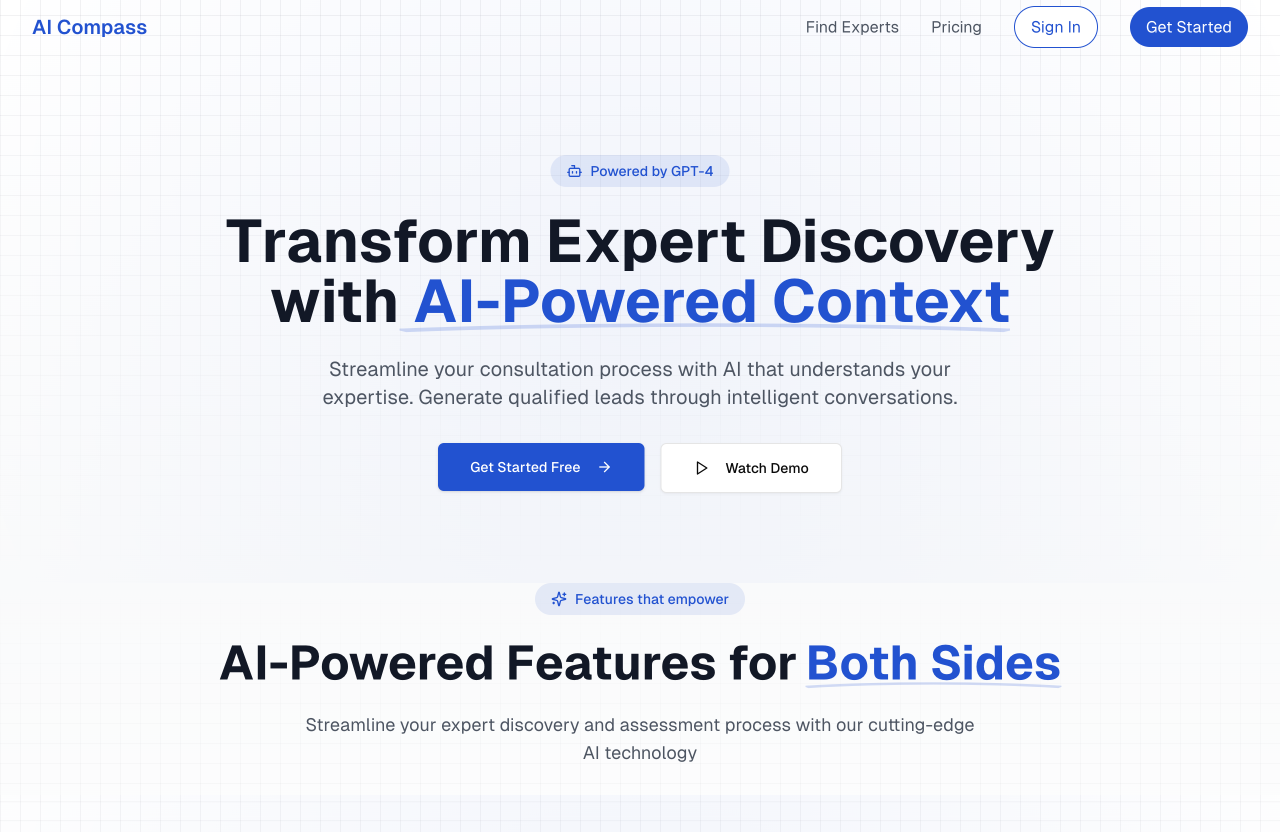 AI Compass
Find Experts
Pricing
Sign In
Get Started
Powered by GPT-4
Transform Expert Discovery
with AI-Powered Context
Streamline your consultation process with AI that understands your
expertise. Generate qualified leads through intelligent conversations.
Get Started Free
Watch Demo
Features that empower
AI-Powered Features for Both Sides
Streamline your expert discovery and assessment process with our cutting-edge
AI technology